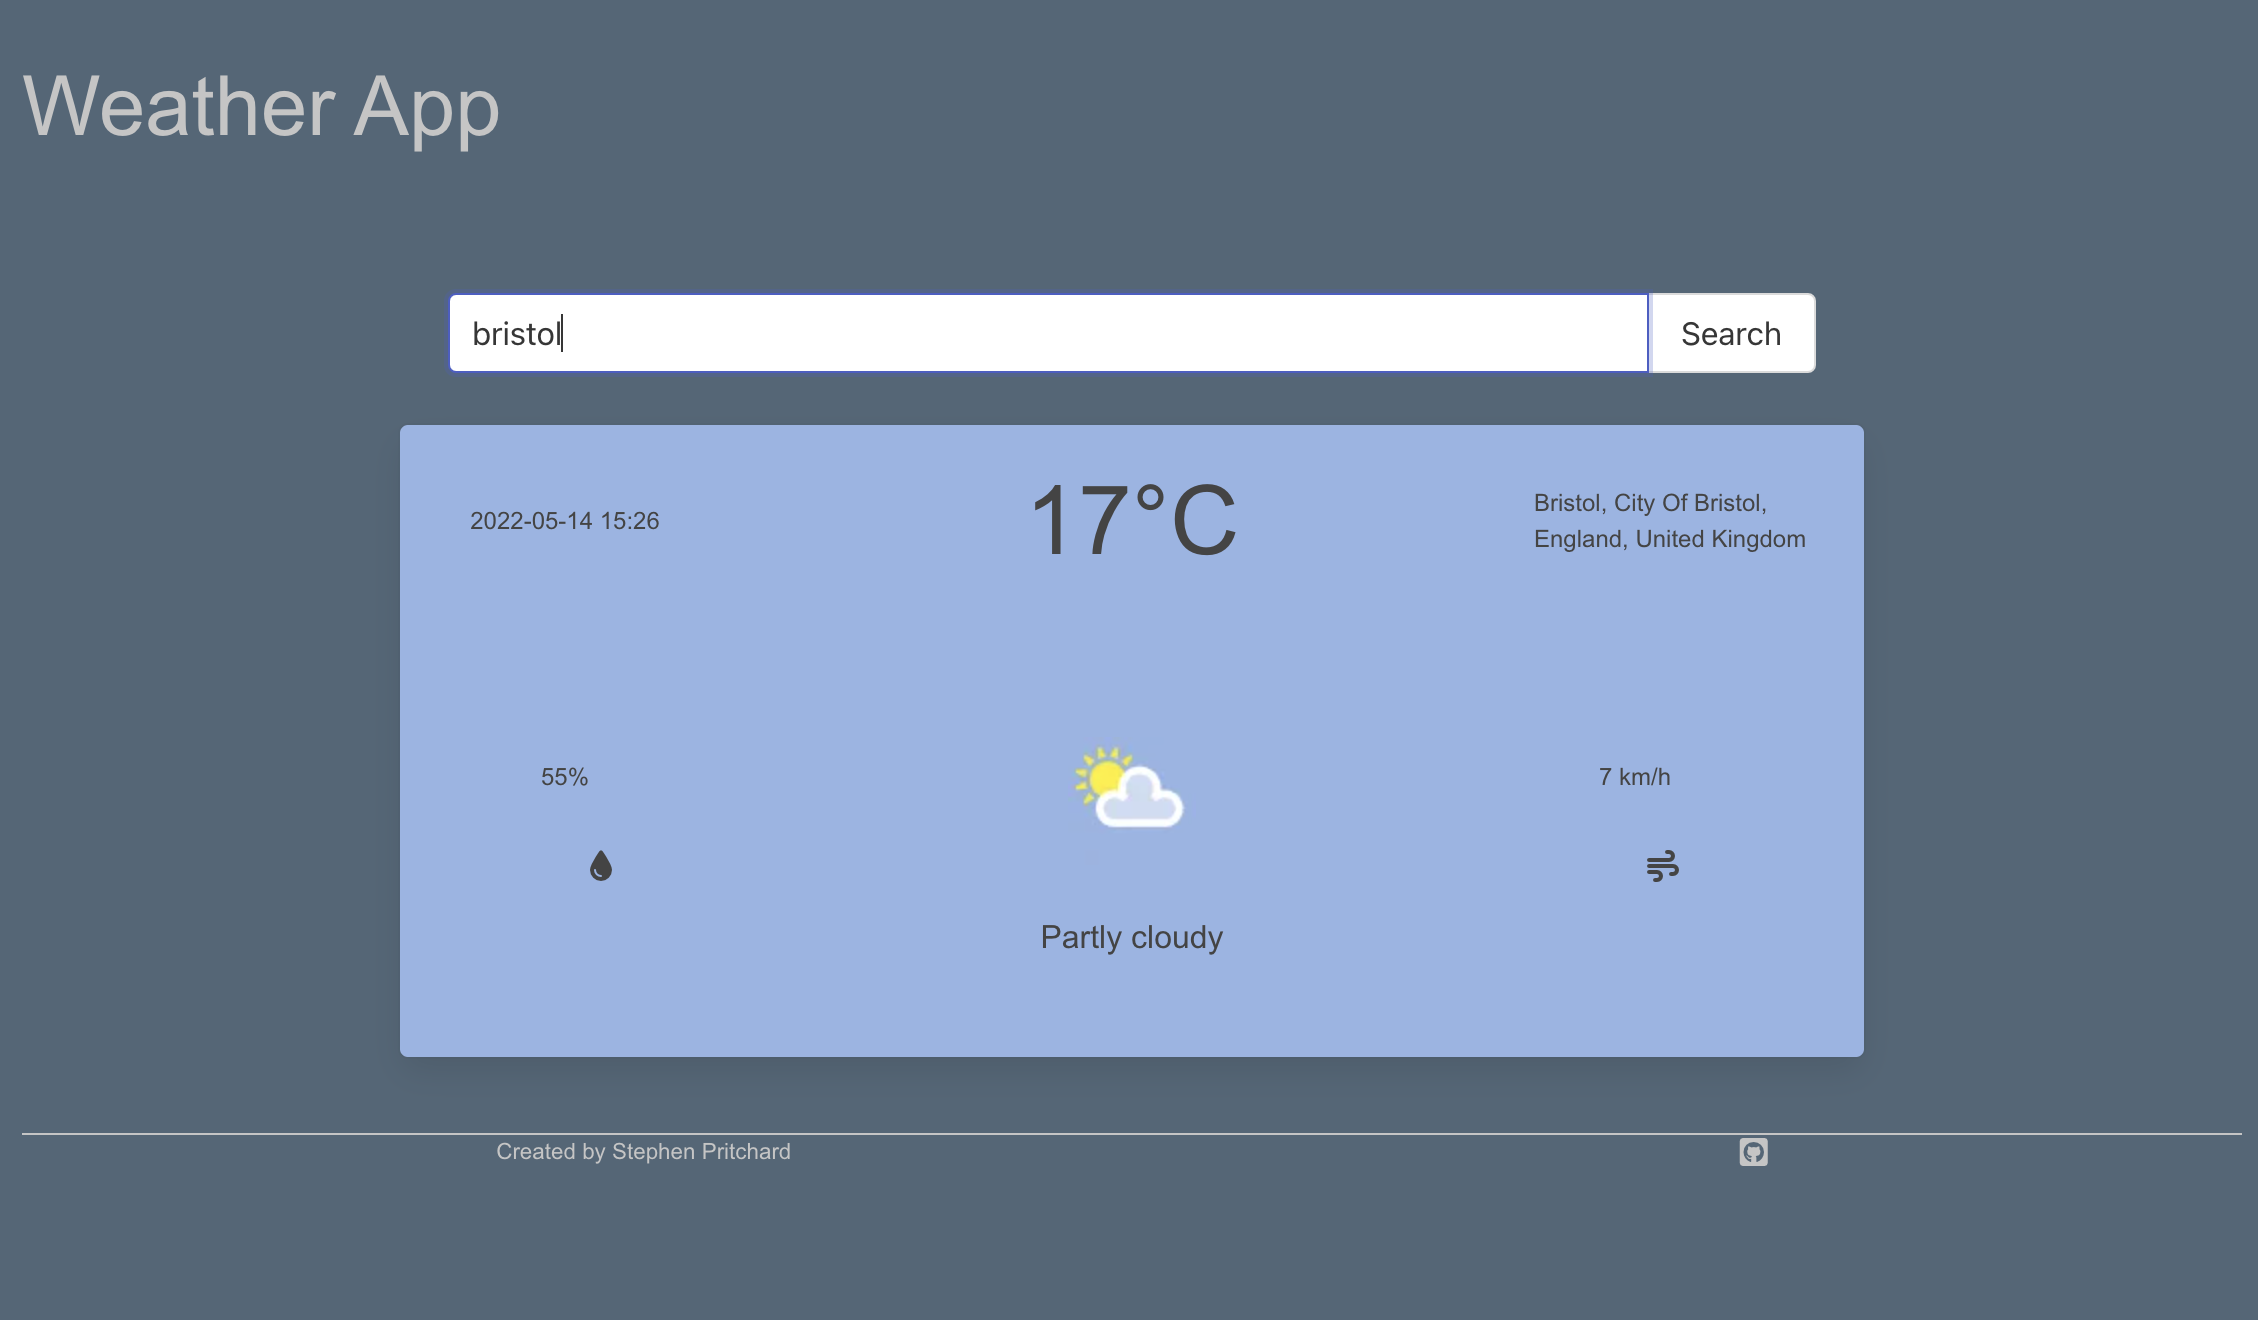 Weather App
bristol
Search
2022-05-14 15:26
17°C
Bristol, City Of Bristol,
England, United Kingdom
55%
7 km/h
Partly cloudy
Created by Stephen Pritchard